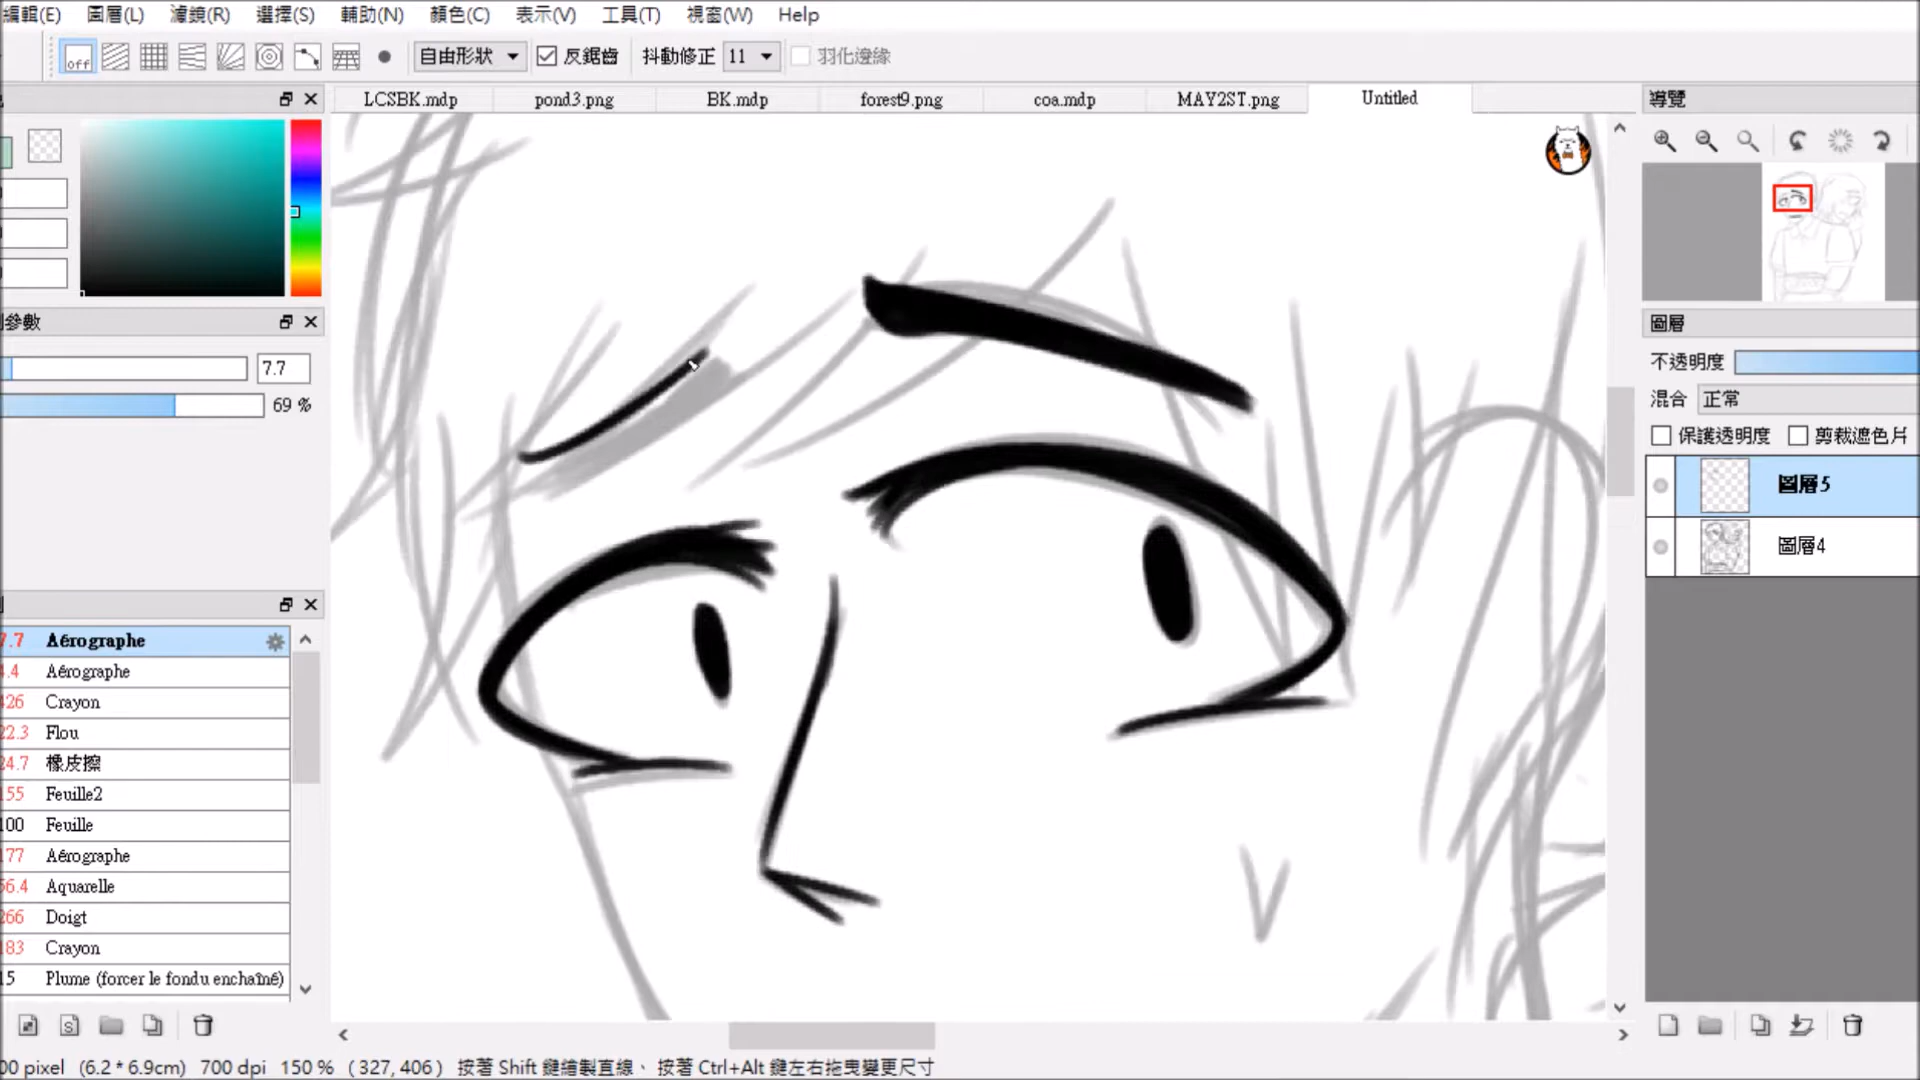 編輯(E) 圖層(L) 濾鏡(R) 選擇(S) 輔助(N) 顏色(C) 表示(V) 工具(T) 視窗(W) Help
off 自由形狀 反鋸齒 抖動修正 11 羽化邊緣
LCSBK.mdp pond3.png BK.mdp forest9.png coa.mdp MAY2ST.png Untitled
導覽
參數
7.7
69 %
圖層
不透明度
混合 正常
保護透明度 剪裁遮色片
圖層5
圖層4
7.7 Aérographe
4.4 Aérographe
426 Crayon
22.3 Flou
24.7 橡皮擦
155 Feuille2
100 Feuille
177 Aérographe
56.4 Aquarelle
266 Doigt
183 Crayon
15 Plume (forcer le fondu enchaîné)
00 pixel (6.2 * 6.9cm) 700 dpi 150 % ( 327, 406 ) 按著 Shift 鍵繪製直線、 按著 Ctrl+Alt 鍵左右拖曳變更尺寸